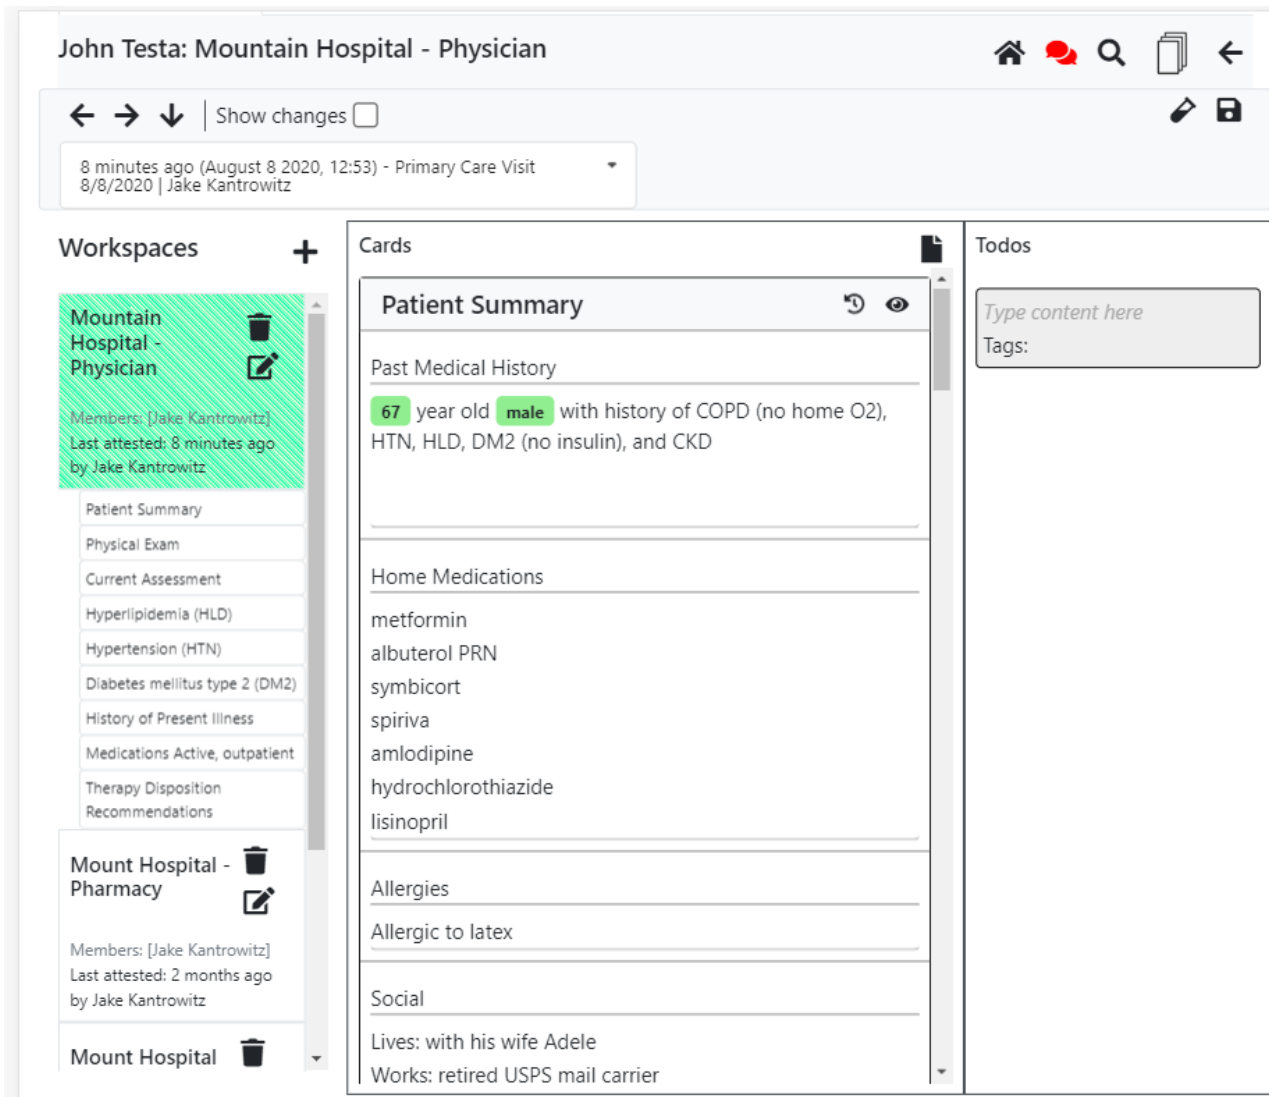 John Testa: Mountain Hospital - Physician
Show changes
8 minutes ago (August 8 2020, 12:53) - Primary Care Visit
8/8/2020 | Jake Kantrowitz
Workspaces
Mountain
Hospital -
Physician
Members: [Jake Kantrowitz]
Last attested: 8 minutes ago
by Jake Kantrowitz
Patient Summary
Physical Exam
Current Assessment
Hyperlipidemia (HLD)
Hypertension (HTN)
Diabetes mellitus type 2 (DM2)
History of Present Illness
Medications Active, outpatient
Therapy Disposition
Recommendations
Mount Hospital -
Pharmacy
Members: [Jake Kantrowitz]
Last attested: 2 months ago
by Jake Kantrowitz
Mount Hospital
Cards
Patient Summary
Past Medical History
67 year old male with history of COPD (no home O2),
HTN, HLD, DM2 (no insulin), and CKD
Home Medications
metformin
albuterol PRN
symbicort
spiriva
amlodipine
hydrochlorothiazide
lisinopril
Allergies
Allergic to latex
Social
Lives: with his wife Adele
Works: retired USPS mail carrier
Todos
Type content here
Tags: